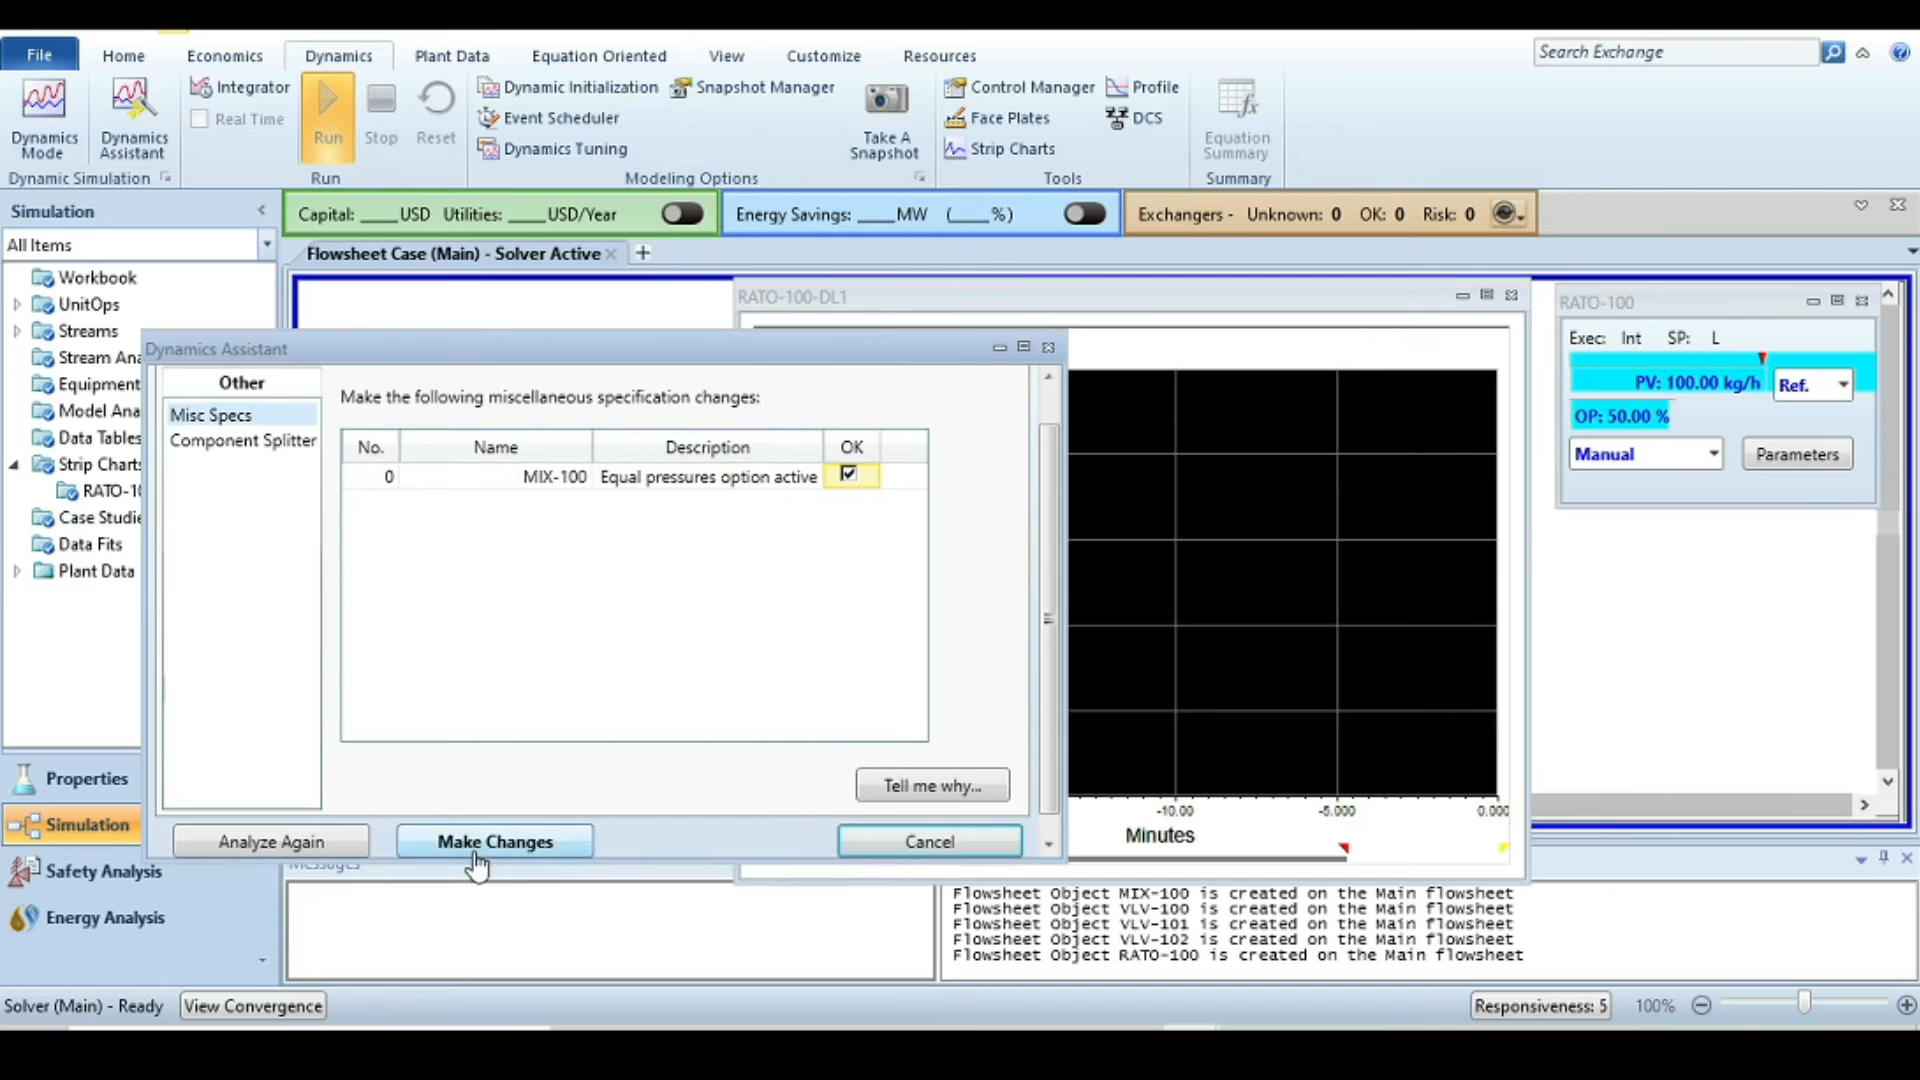 File Home Economics Dynamics Plant Data Equation Oriented View Customize Resources Search Exchange
Dynamics Mode
Dynamics Assistant
Dynamic Simulation
Integrator
Real Time
Run Stop Reset
Run
Dynamic Initialization
Event Scheduler
Dynamics Tuning
Snapshot Manager
Take A Snapshot
Modeling Options
Control Manager
Face Plates
Strip Charts
Profile
DCS
Tools
Equation Summary
Summary
Simulation
All Items
Workbook
UnitOps
Streams
Stream Ana
Equipment
Model Ana
Data Tables
Strip Charts
RATO-10
Case Studie
Data Fits
Plant Data
Properties
Simulation
Safety Analysis
Energy Analysis
Capital: ____USD Utilities: ____USD/Year
Energy Savings: ____MW (____%)
Exchangers - Unknown: 0 OK: 0 Risk: 0
Flowsheet Case (Main) - Solver Active
Dynamics Assistant
Other
Misc Specs
Component Splitter
Make the following miscellaneous specification changes:
No. Name Description OK
0 MIX-100 Equal pressures option active
Tell me why...
Analyze Again Make Changes Cancel
RATO-100-DL1
-10.00 -5.000 0.000
Minutes
RATO-100
Exec: Int SP: L
PV: 100.00 kg/h Ref.
OP: 50.00 %
Manual Parameters
Messages
Flowsheet Object MIX-100 is created on the Main flowsheet
Flowsheet Object VLV-100 is created on the Main flowsheet
Flowsheet Object VLV-101 is created on the Main flowsheet
Flowsheet Object VLV-102 is created on the Main flowsheet
Flowsheet Object RATO-100 is created on the Main flowsheet
Solver (Main) - Ready View Convergence Responsiveness: 5 100%